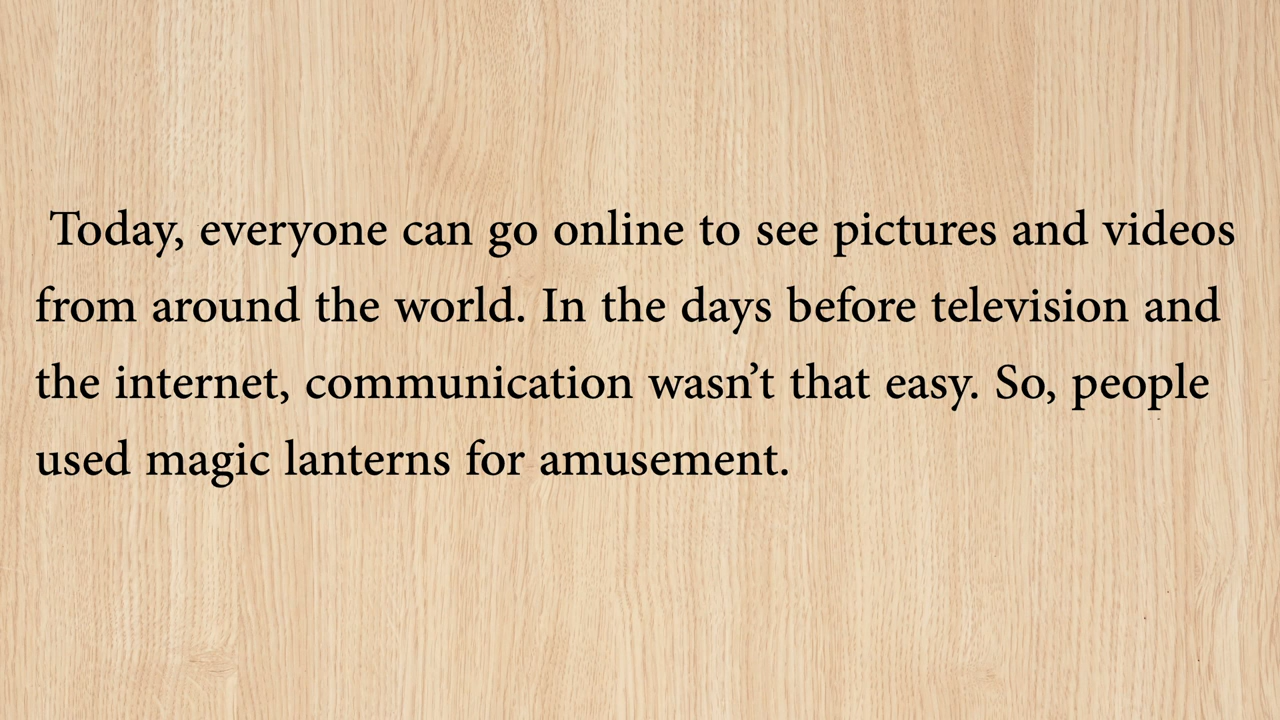 Today, everyone can go online to see pictures and videos
from around the world. In the days before television and
the internet, communication wasn’t that easy. So, people
used magic lanterns for amusement.